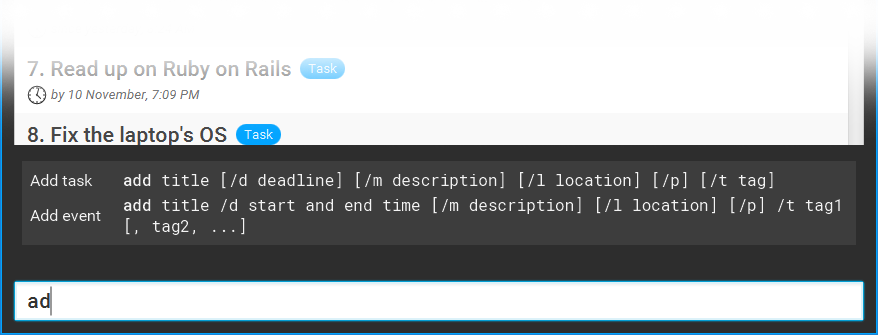 7. Read up on Ruby on Rails Task
by 10 November, 7:09 PM
8. Fix the laptop's OS Task
Add task add title [/d deadline] [/m description] [/l location] [/p] [/t tag]
Add event add title /d start and end time [/m description] [/l location] [/p] /t tag1
[, tag2, ...]
ad